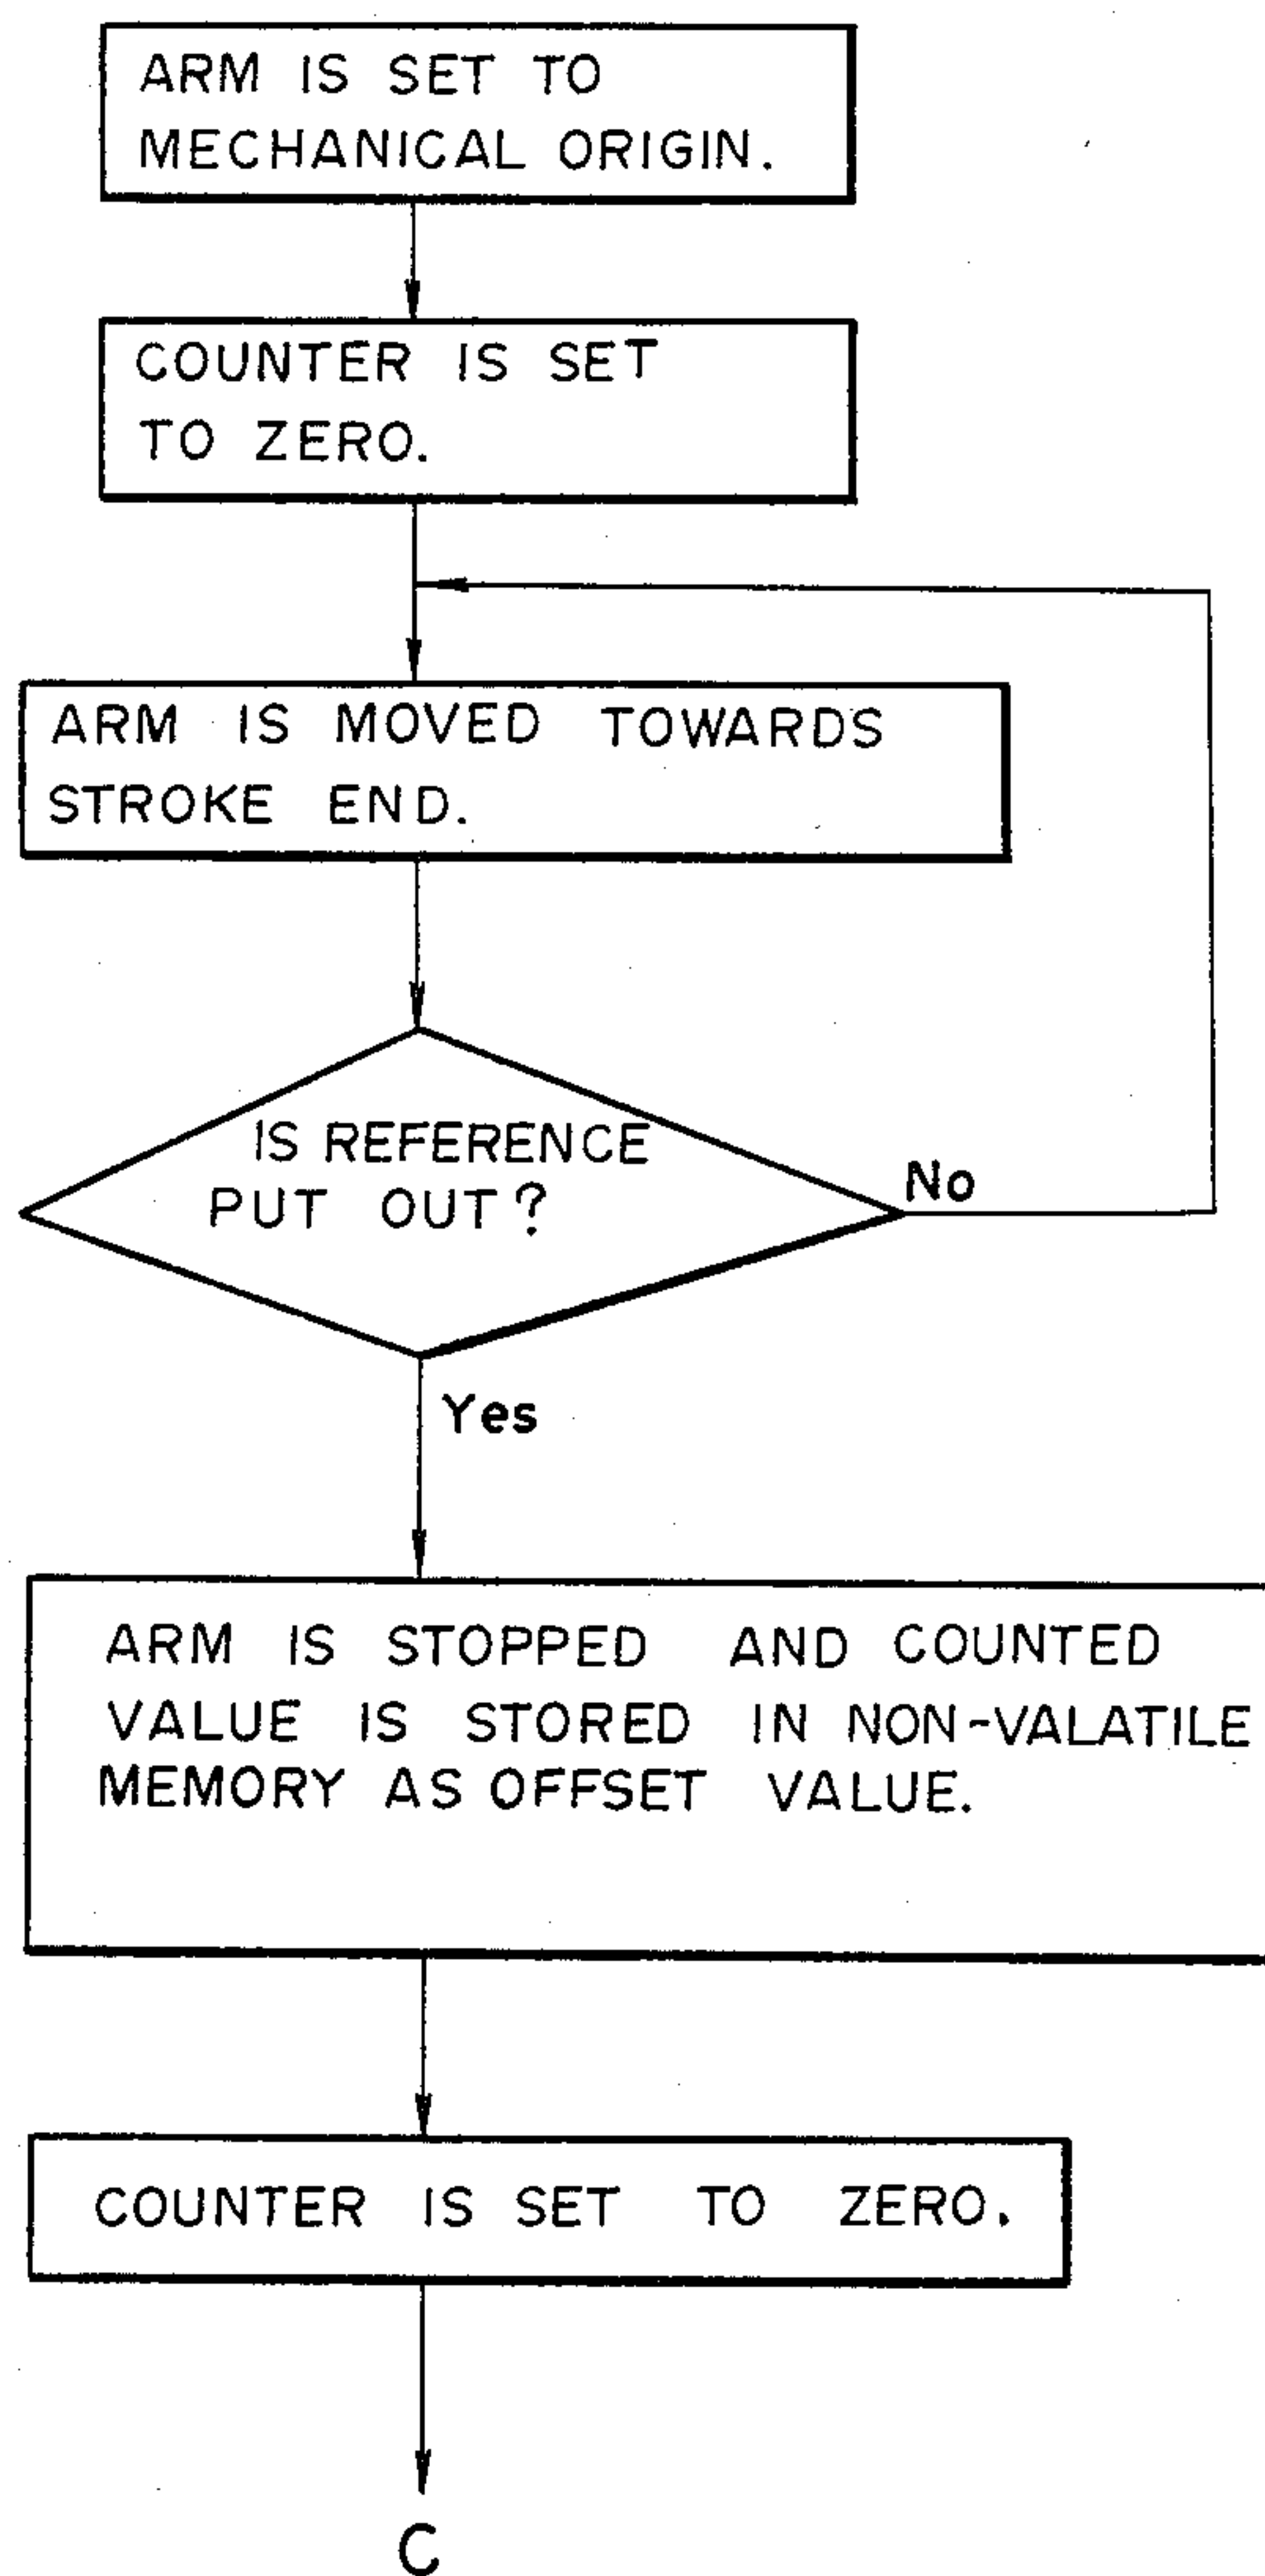 ARM IS SET TO
MECHANICAL ORIGIN.
COUNTER IS SET
TO ZERO.
ARM IS MOVED TOWARDS
STROKE END.
IS REFERENCE
PUT OUT?
No
Yes
ARM IS STOPPED AND COUNTED
VALUE IS STORED IN NON-VALATILE
MEMORY AS OFFSET VALUE.
COUNTER IS SET TO ZERO.
C